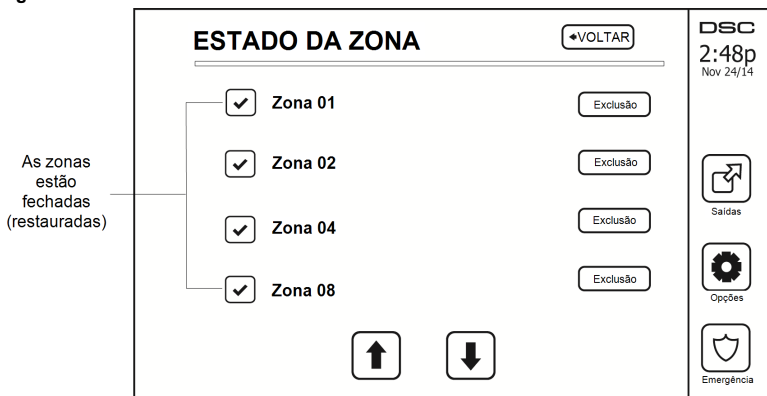 ESTADO DA ZONA
VOLTAR
DSC
2:48p
Nov 24/14
As zonas
estão
fechadas
(restauradas)
Zona 01
Exclusão
Zona 02
Exclusão
Zona 04
Exclusão
Zona 08
Exclusão
Saídas
Opções
Emergência